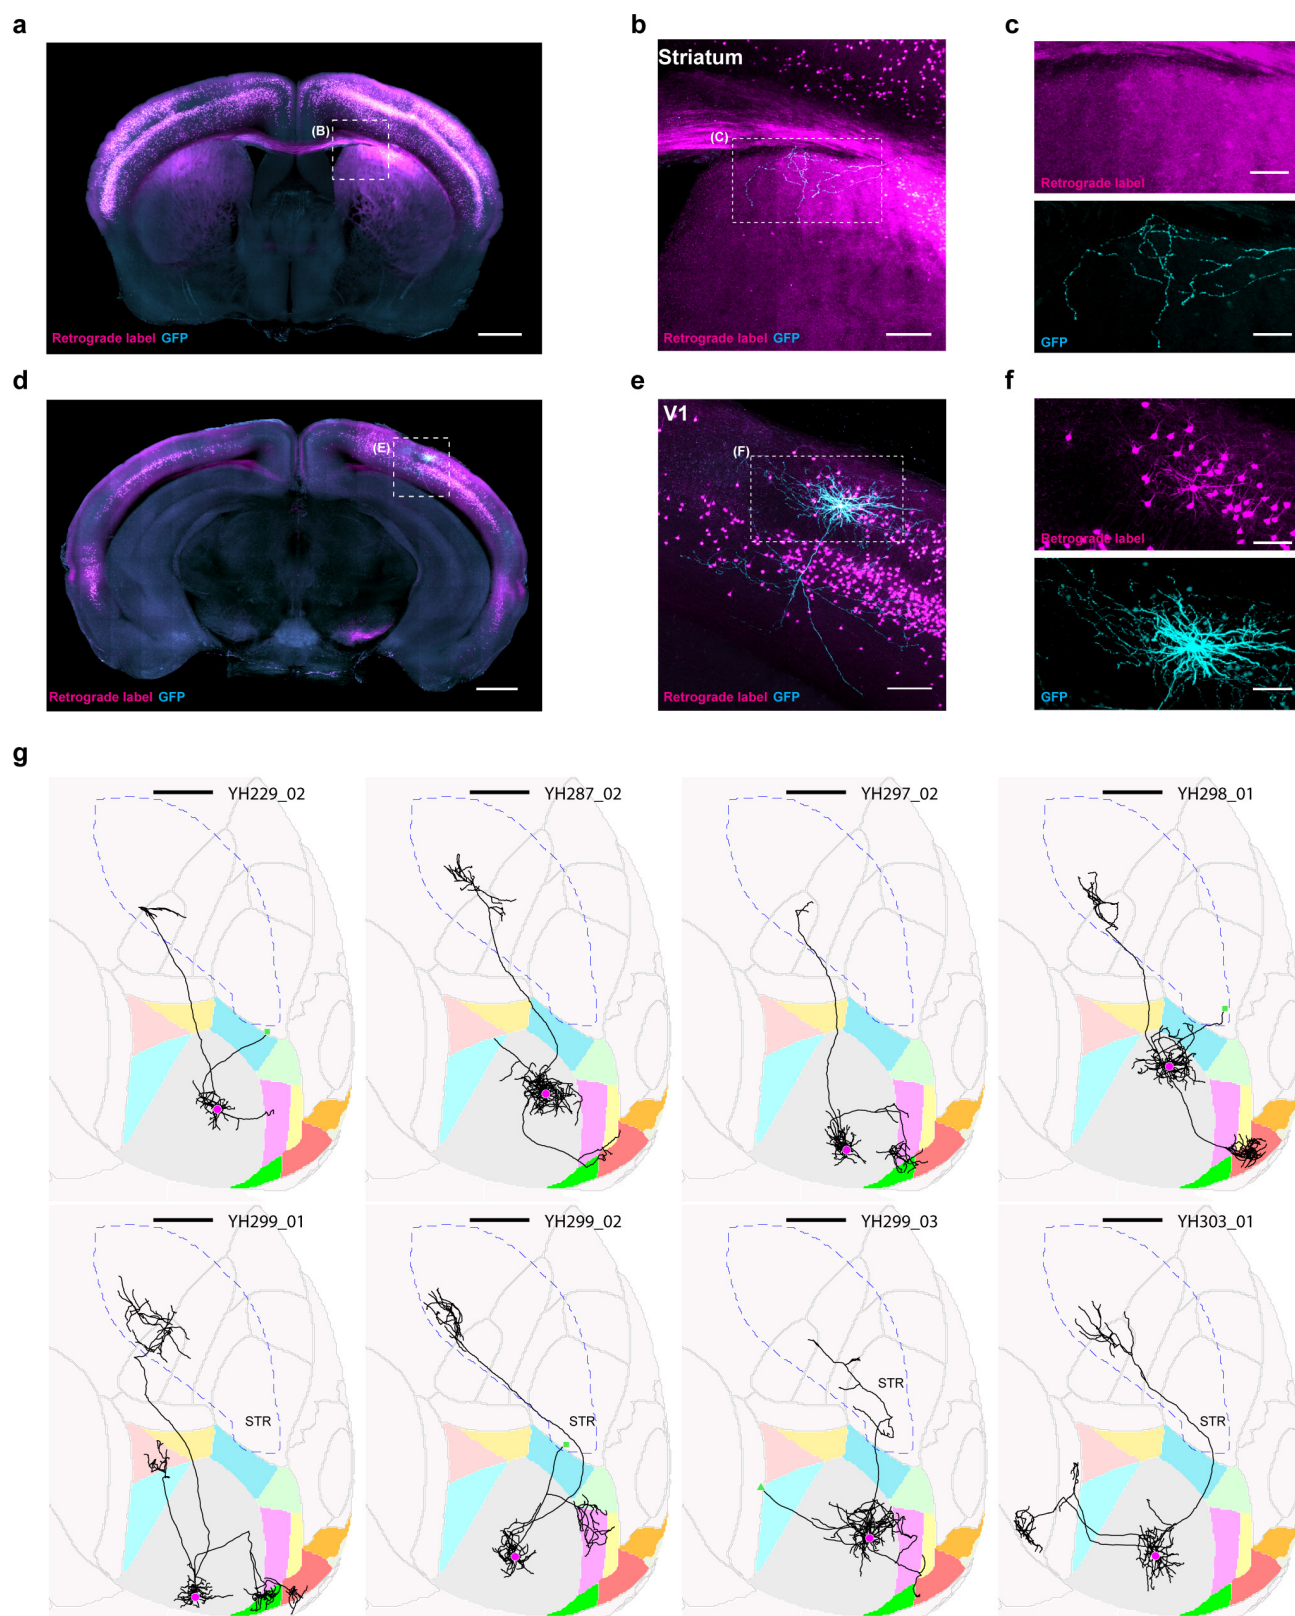 a
b
c
Striatum
(B)
(C)
Retrograde label
Retrograde label GFP
Retrograde label GFP
GFP
d
e
f
V1
(E)
(F)
Retrograde label
Retrograde label GFP
Retrograde label GFP
GFP
g
YH229_02
YH287_02
YH297_02
YH298_01
YH299_01
YH299_02
YH299_03
YH303_01
STR
STR
STR
STR